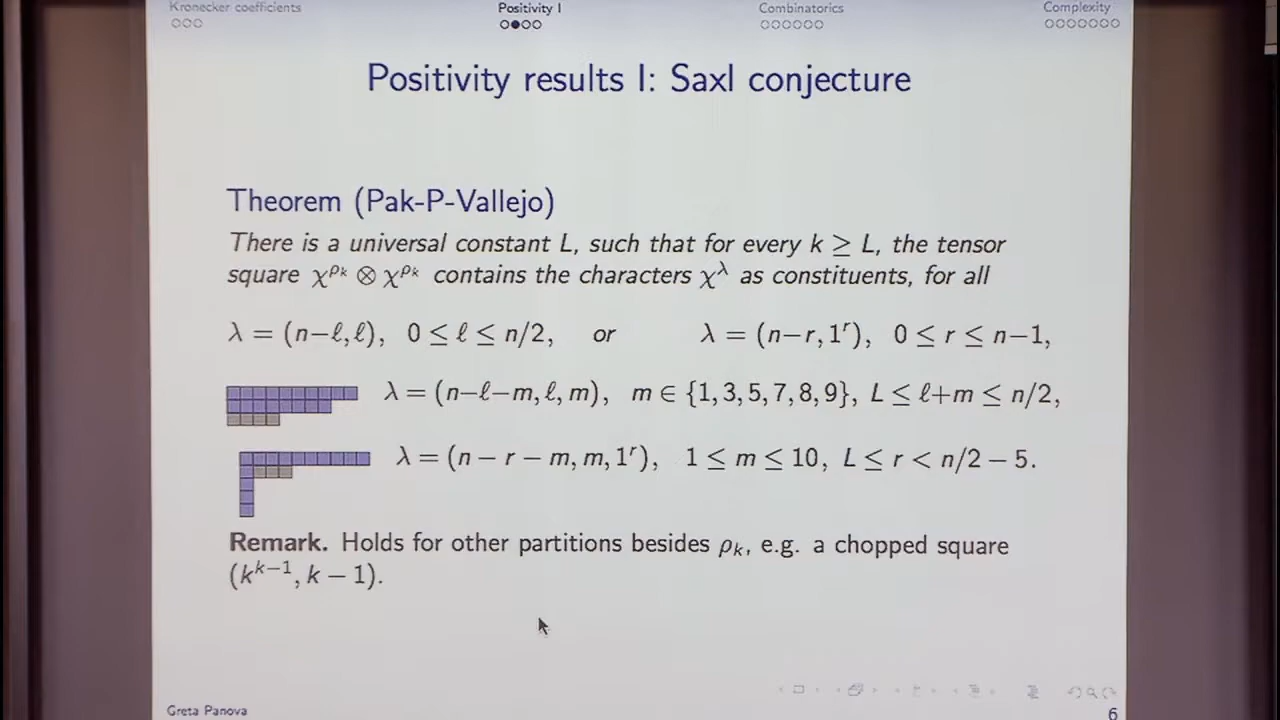 Kronecker coefficients Positivity I Combinatorics Complexity
Positivity results I: Saxl conjecture
Theorem (Pak-P-Vallejo)
There is a universal constant L, such that for every k ≥ L, the tensor
square χ^{ρ_k} ⊗ χ^{ρ_k} contains the characters χ^λ as constituents, for all
λ = (n−ℓ, ℓ), 0 ≤ ℓ ≤ n/2, or λ = (n−r, 1^r), 0 ≤ r ≤ n−1,
λ = (n−ℓ−m, ℓ, m), m ∈ {1, 3, 5, 7, 8, 9}, L ≤ ℓ+m ≤ n/2,
λ = (n − r − m, m, 1^r), 1 ≤ m ≤ 10, L ≤ r < n/2 − 5.
Remark. Holds for other partitions besides ρ_k, e.g. a chopped square
(k^{k−1}, k − 1).
Greta Panova 6